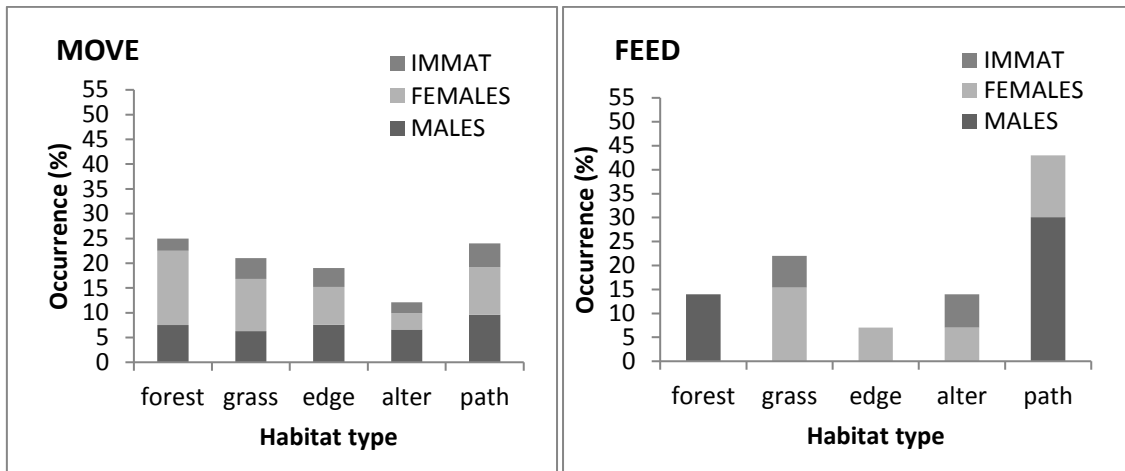 MOVE
IMMAT
FEMALES
MALES
Occurrence (%)
55
50
45
40
35
30
25
20
15
10
5
0
forest grass edge alter path
Habitat type
FEED
IMMAT
FEMALES
MALES
Occurrence (%)
55
50
45
40
35
30
25
20
15
10
5
0
forest grass edge alter path
Habitat type